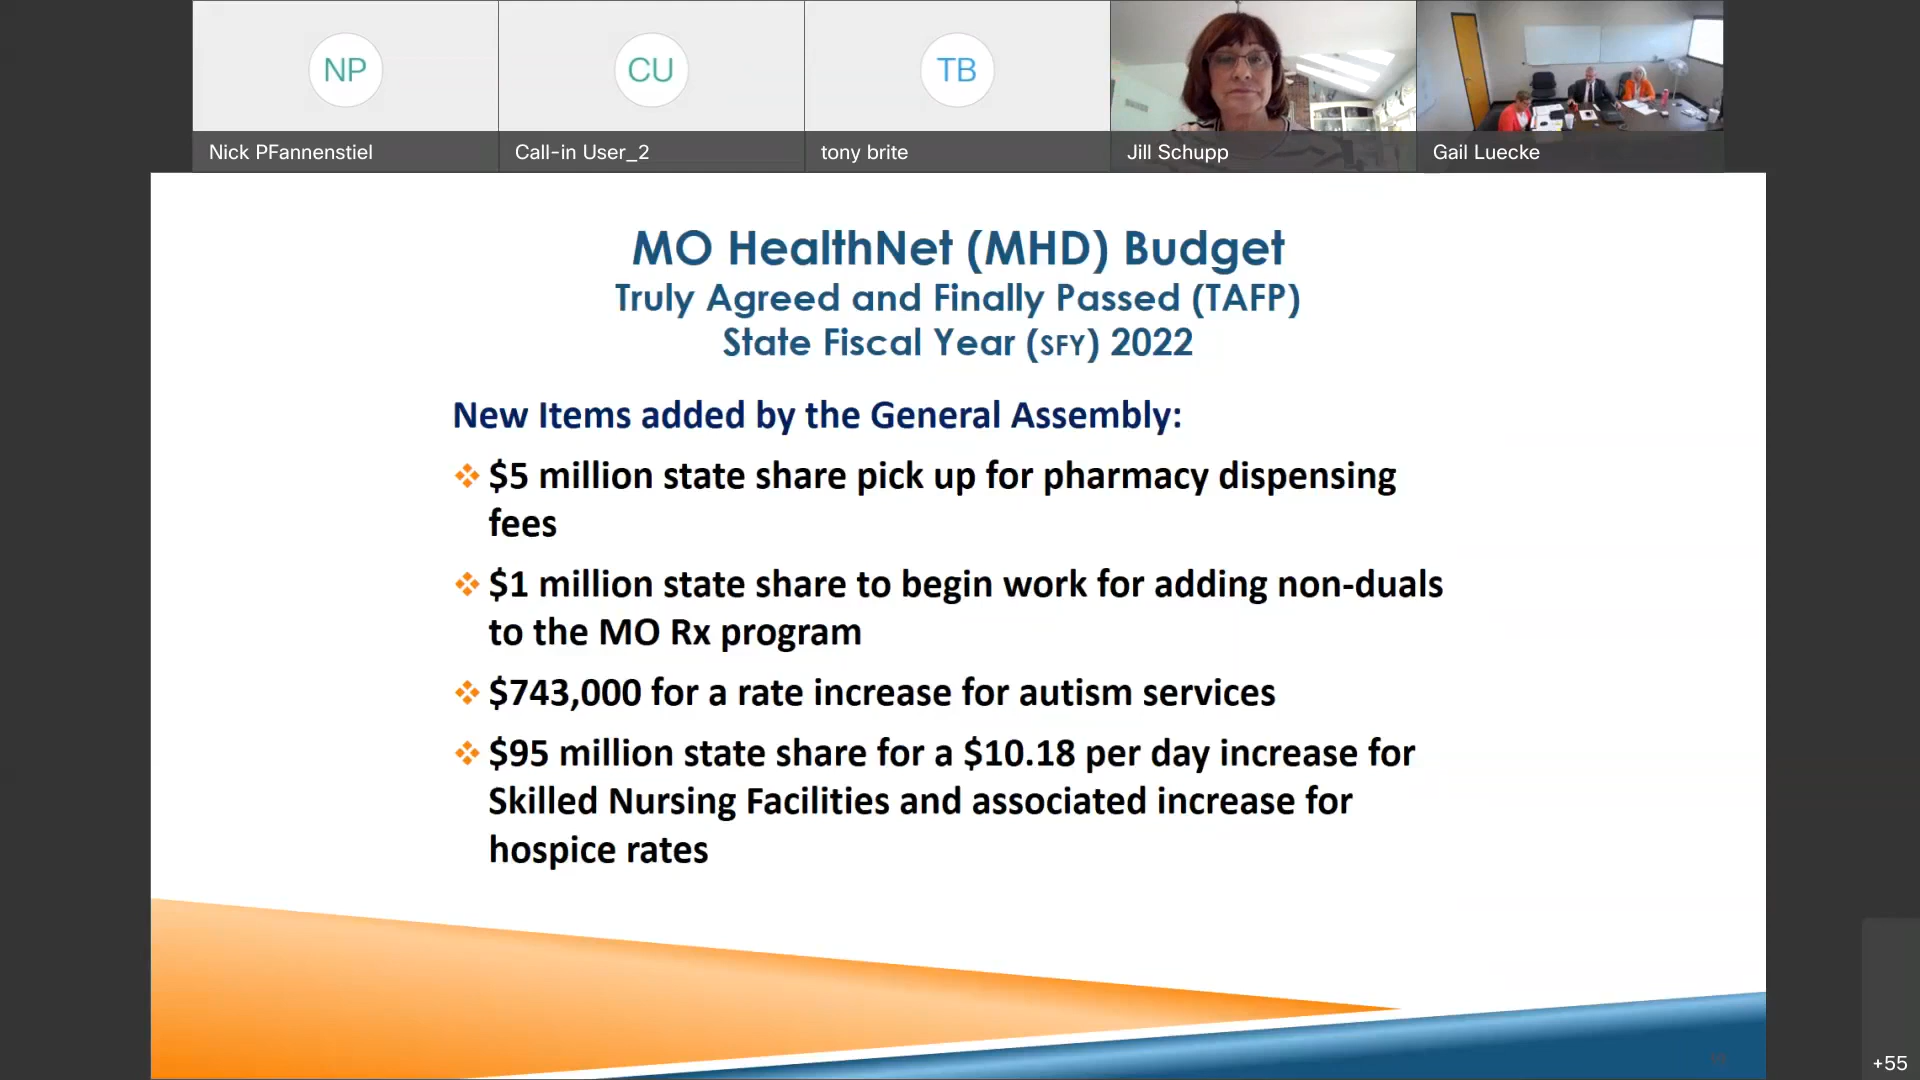 NP
CU
TB
Nick PFannenstiel
Call-in User_2
tony brite
Jill Schupp
Gail Luecke
MO HealthNet (MHD) Budget
Truly Agreed and Finally Passed (TAFP)
State Fiscal Year (SFY) 2022
New Items added by the General Assembly:
$5 million state share pick up for pharmacy dispensing
fees
$1 million state share to begin work for adding non-duals
to the MO Rx program
$743,000 for a rate increase for autism services
$95 million state share for a $10.18 per day increase for
Skilled Nursing Facilities and associated increase for
hospice rates
+55